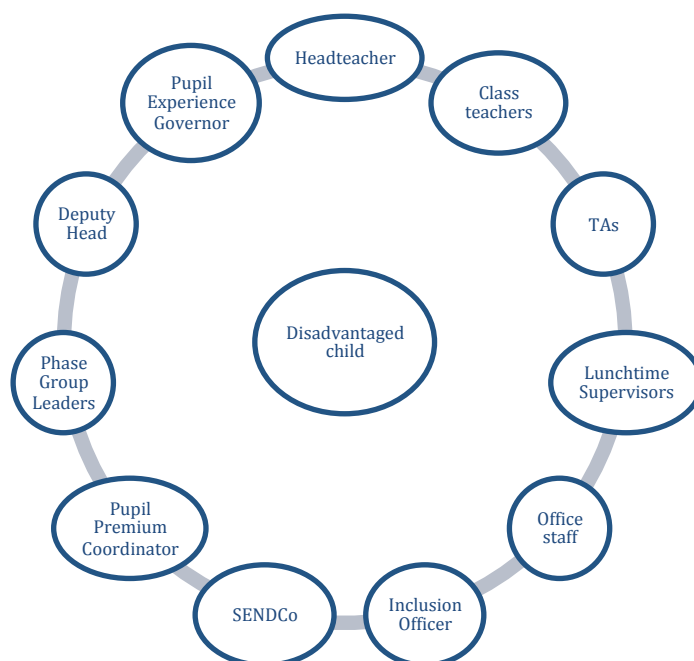 Headteacher
Class
teachers
TAs
Lunchtime
Supervisors
Office
staff
Inclusion
Officer
SENDCo
Pupil
Premium
Coordinator
Phase
Group
Leaders
Deputy
Head
Pupil
Experience
Governor
Disadvantaged
child